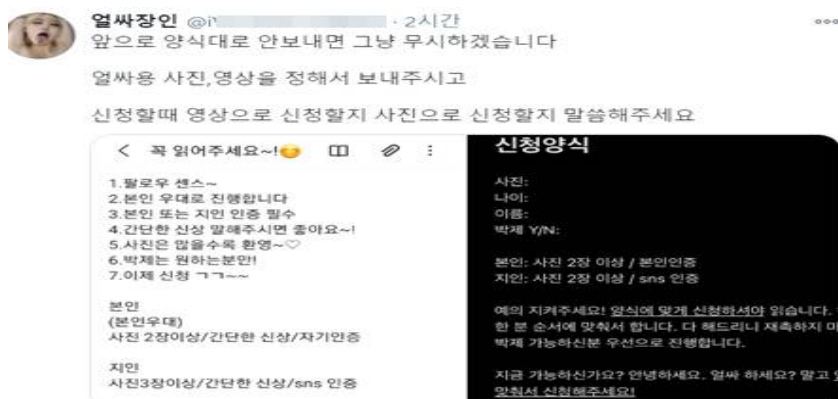 얼싸장인 @i · 2시간
앞으로 양식대로 안보내면 그냥 무시하겠습니다
얼싸용 사진,영상을 정해서 보내주시고
신청할때 영상으로 신청할지 사진으로 신청할지 말씀해주세요
꼭 읽어주세요~!
1.팔로우 센스~
2.본인 우대로 진행합니다
3.본인 또는 지인 인증 필수
4.간단한 신상 말해주시면 좋아요~!
5.사진은 많을수록 환영~♡
6.박제는 원하는분만!
7.이제 신청 ㄱㄱ~~
본인
(본인우대)
사진 2장이상/간단한 신상/자기인증
지인
사진3장이상/간단한 신상/sns 인증
신청양식
사진:
나이:
이름:
박제 Y/N:
본인: 사진 2장 이상 / 본인인증
지인: 사진 2장 이상 / sns 인증
예의 지켜주세요! 양식에 맞게 신청하셔야 읽습니다.
한 분 순서에 맞춰서 합니다. 다 해드리니 재촉하지 마
박제 가능하신분 우선으로 진행합니다.
지금 가능하신가요? 안녕하세요. 얼싸 하세요? 말고
맞춰서 신청해주세요!